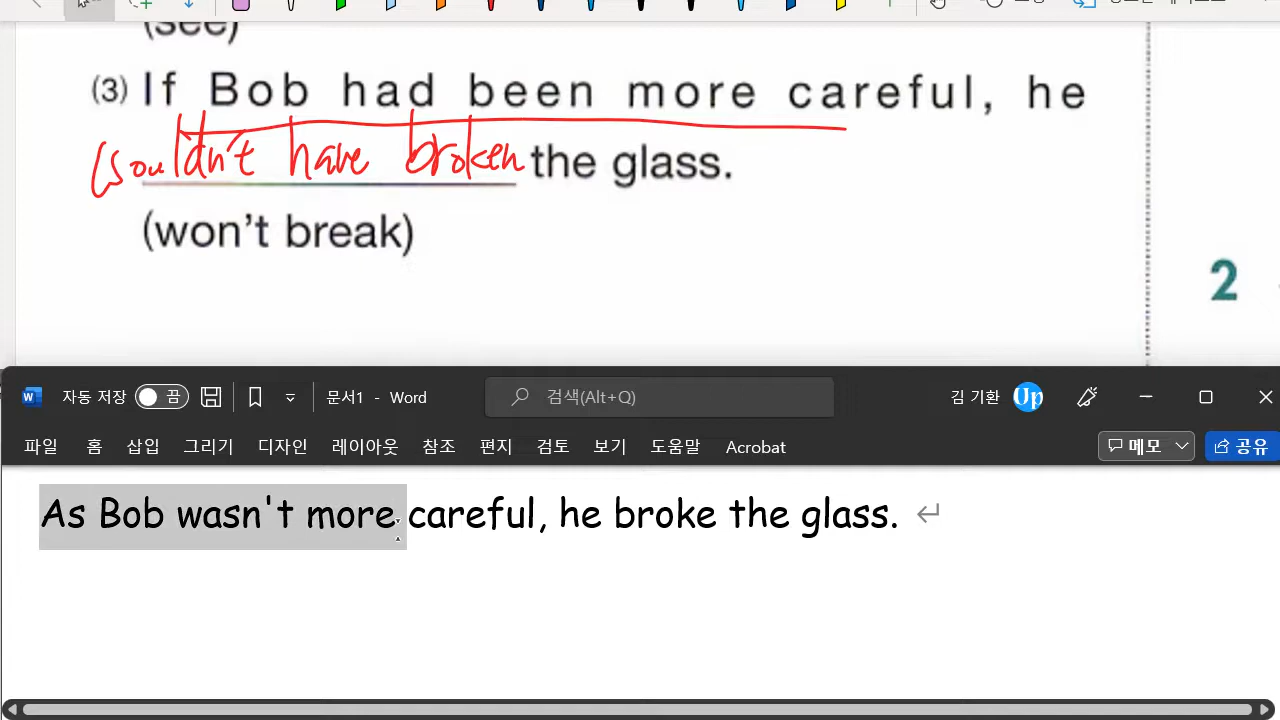 (see)
(3) If Bob had been more careful, he
couldn't have broken the glass.
(won't break)
2
자동 저장 끔 문서1 - Word 검색(Alt+Q) 김 기환 Up
파일 홈 삽입 그리기 디자인 레이아웃 참조 편지 검토 보기 도움말 Acrobat 메모 공유
As Bob wasn't more careful, he broke the glass.